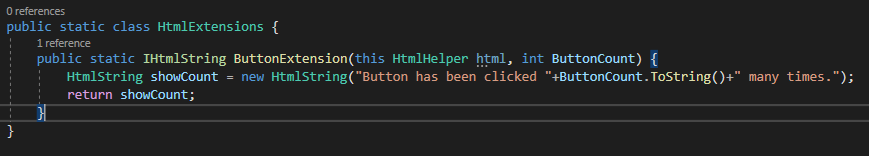 0 references
public static class HtmlExtensions {
1 reference
public static IHtmlString ButtonExtension(this HtmlHelper html, int ButtonCount) {
HtmlString showCount = new HtmlString("Button has been clicked "+ButtonCount.ToString()+" many times.");
return showCount;
}
}